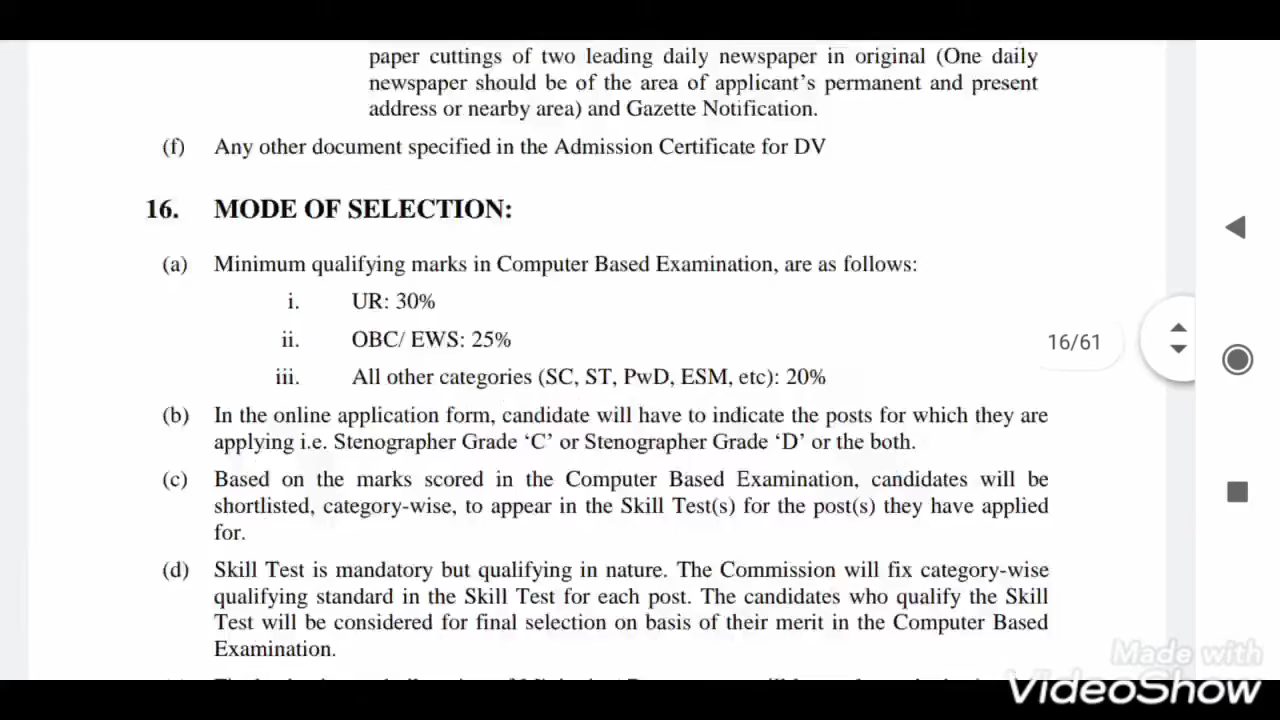 paper cuttings of two leading daily newspaper in original (One daily
newspaper should be of the area of applicant's permanent and present
address or nearby area) and Gazette Notification.
(f) Any other document specified in the Admission Certificate for DV
16. MODE OF SELECTION:
(a) Minimum qualifying marks in Computer Based Examination, are as follows:
i. UR: 30%
ii. OBC/ EWS: 25%
16/61
iii. All other categories (SC, ST, PwD, ESM, etc): 20%
(b) In the online application form, candidate will have to indicate the posts for which they are
applying i.e. Stenographer Grade ‘C’ or Stenographer Grade ‘D’ or the both.
(c) Based on the marks scored in the Computer Based Examination, candidates will be
shortlisted, category-wise, to appear in the Skill Test(s) for the post(s) they have applied
for.
(d) Skill Test is mandatory but qualifying in nature. The Commission will fix category-wise
qualifying standard in the Skill Test for each post. The candidates who qualify the Skill
Test will be considered for final selection on basis of their merit in the Computer Based
Examination.
Made with
VideoShow